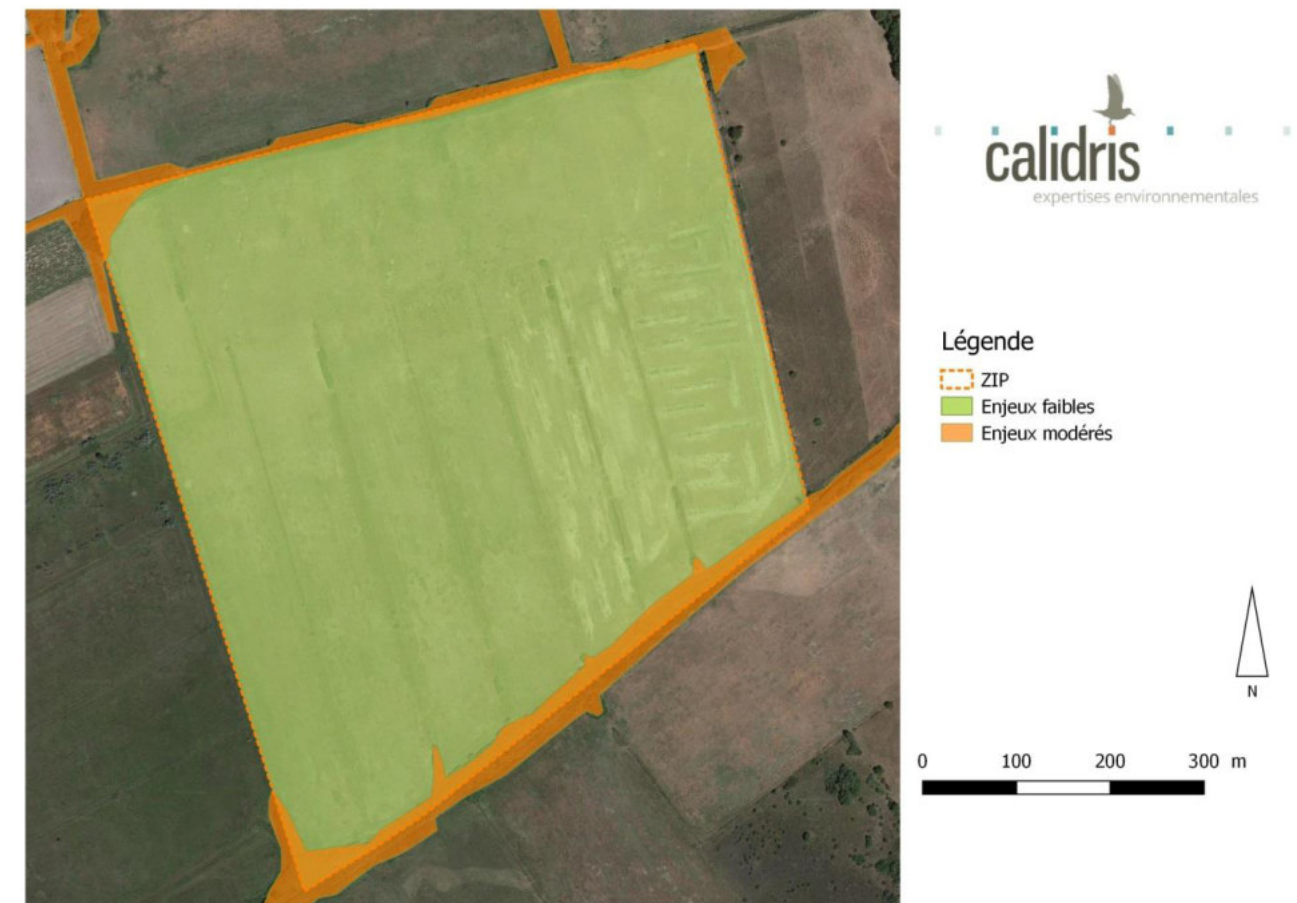 calidris
expertises environnementales
Légende
ZIP
Enjeux faibles
Enjeux modérés
N
0 100 200 300 m